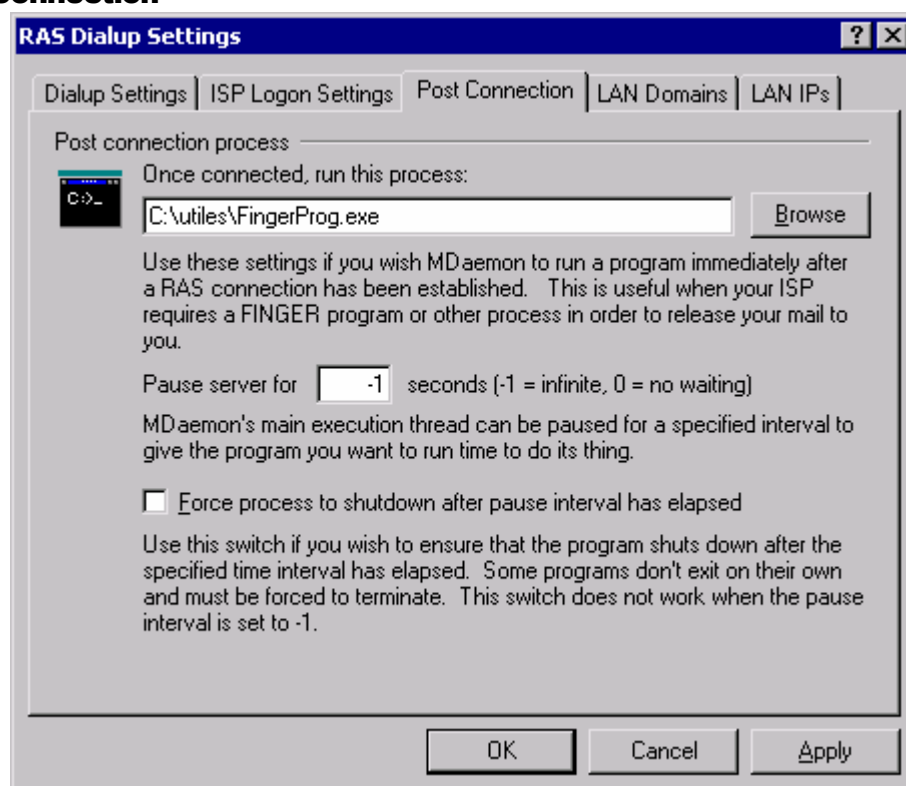 RAS Dialup Settings
Dialup Settings ISP Logon Settings Post Connection LAN Domains LAN IPs
Post connection process
C:\>_
Once connected, run this process:
C:\utiles\FingerProg.exe Browse
Use these settings if you wish MDaemon to run a program immediately after
a RAS connection has been established. This is useful when your ISP
requires a FINGER program or other process in order to release your mail to
you.
Pause server for -1 seconds (-1 = infinite, 0 = no waiting)
MDaemon's main execution thread can be paused for a specified interval to
give the program you want to run time to do its thing.
Force process to shutdown after pause interval has elapsed
Use this switch if you wish to ensure that the program shuts down after the
specified time interval has elapsed. Some programs don't exit on their own
and must be forced to terminate. This switch does not work when the pause
interval is set to -1.
OK Cancel Apply